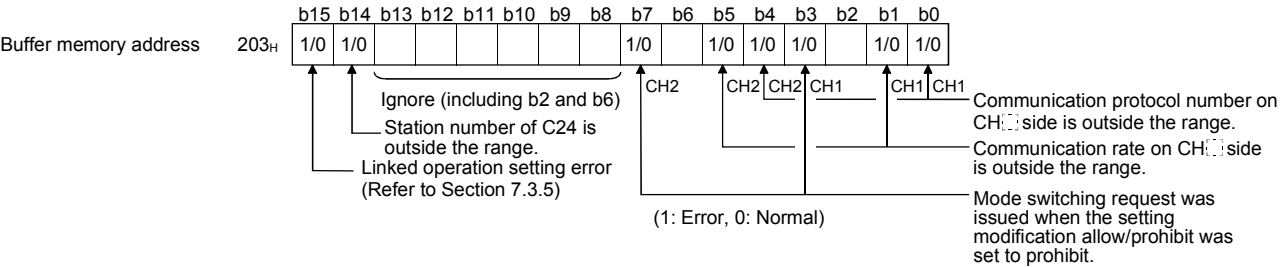 b15 b14 b13 b12 b11 b10 b9 b8 b7 b6 b5 b4 b3 b2 b1 b0
Buffer memory address 203H 1/0 1/0 1/0 1/0 1/0 1/0 1/0 1/0
CH2 CH2 CH2 CH1 CH1 CH1
Ignore (including b2 and b6)
Station number of C24 is
outside the range.
Linked operation setting error
(Refer to Section 7.3.5)
(1: Error, 0: Normal)
Communication protocol number on
CH side is outside the range.
Communication rate on CH side
is outside the range.
Mode switching request was
issued when the setting
modification allow/prohibit was
set to prohibit.